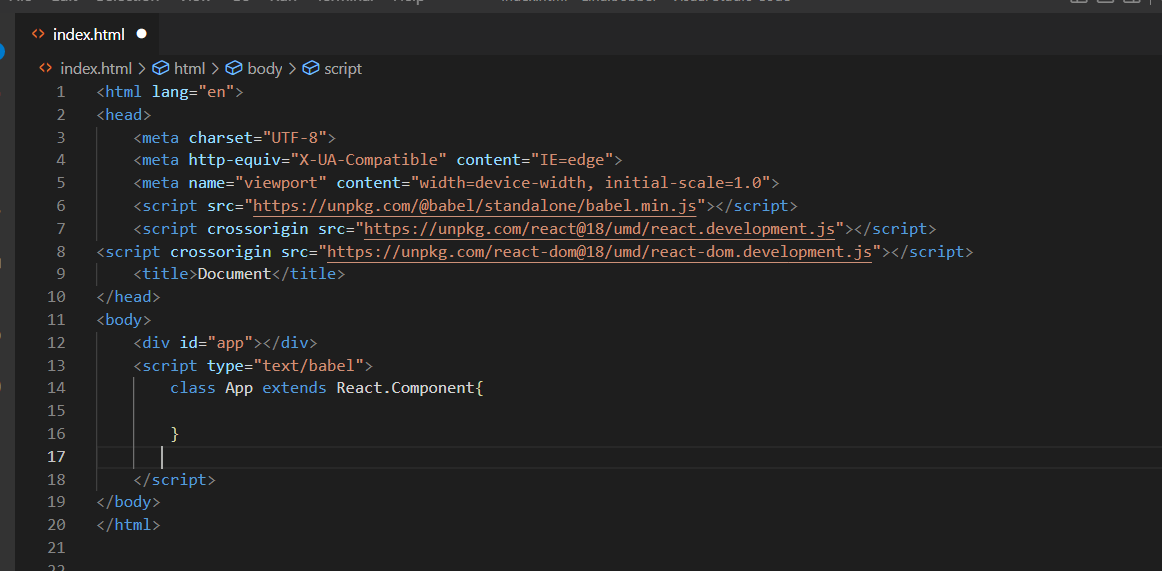 index.html
index.html > html > body > script
1 <html lang="en">
2 <head>
3 <meta charset="UTF-8">
4 <meta http-equiv="X-UA-Compatible" content="IE=edge">
5 <meta name="viewport" content="width=device-width, initial-scale=1.0">
6 <script src="https://unpkg.com/@babel/standalone/babel.min.js"></script>
7 <script crossorigin src="https://unpkg.com/react@18/umd/react.development.js"></script>
8 <script crossorigin src="https://unpkg.com/react-dom@18/umd/react-dom.development.js"></script>
9 <title>Document</title>
10 </head>
11 <body>
12 <div id="app"></div>
13 <script type="text/babel">
14 class App extends React.Component{
15
16 }
17
18 </script>
19 </body>
20 </html>
21
22